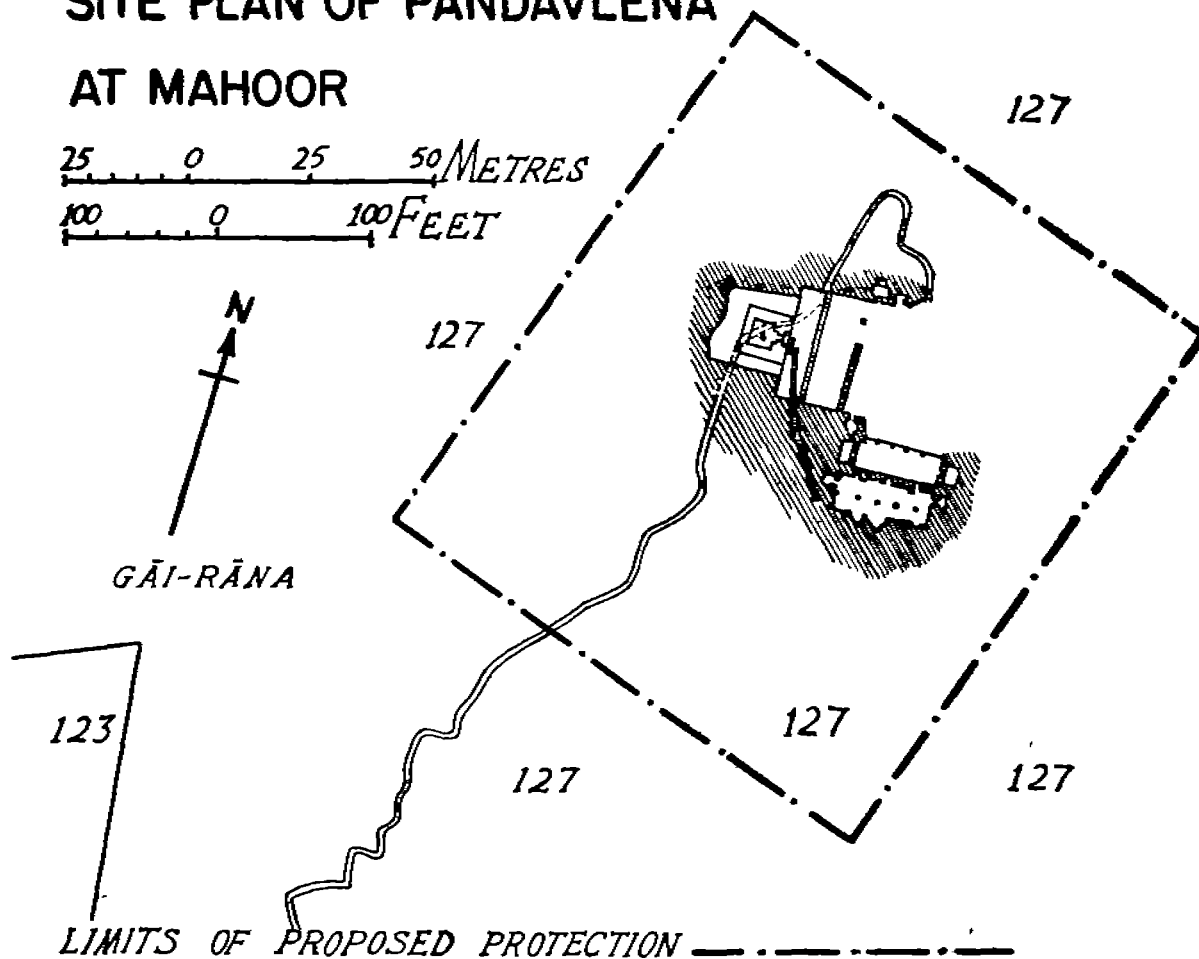 SITE PLAN OF PANDAVLENA
AT MAHOOR
25 0 25 50 METRES
100 0 100 FEET
127
N
127
GĀI-RĀNA
123
127
127
127
LIMITS OF PROPOSED PROTECTION